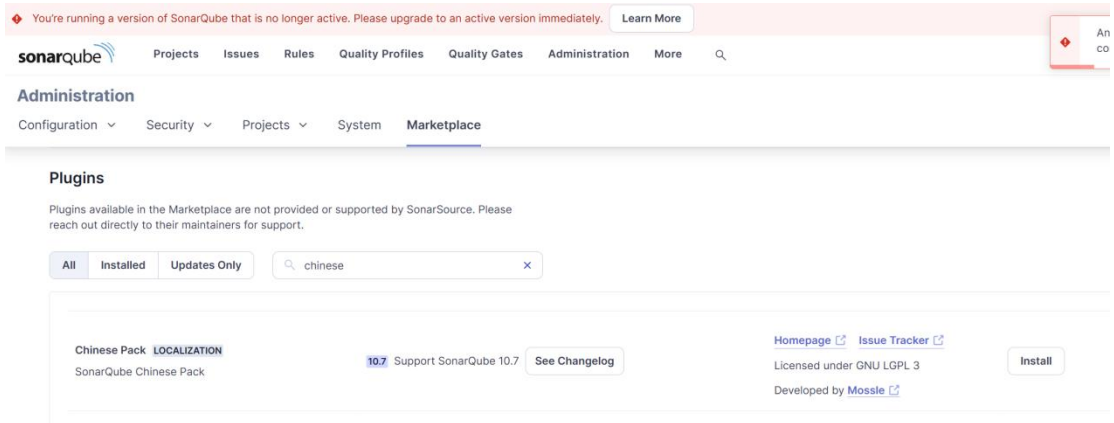 You're running a version of SonarQube that is no longer active. Please upgrade to an active version immediately. Learn More
An
co
sonarqube Projects Issues Rules Quality Profiles Quality Gates Administration More
Administration
Configuration Security Projects System Marketplace
Plugins
Plugins available in the Marketplace are not provided or supported by SonarSource. Please
reach out directly to their maintainers for support.
All Installed Updates Only chinese
Chinese Pack LOCALIZATION
SonarQube Chinese Pack
10.7 Support SonarQube 10.7 See Changelog
Homepage Issue Tracker
Licensed under GNU LGPL 3
Developed by Mossle
Install